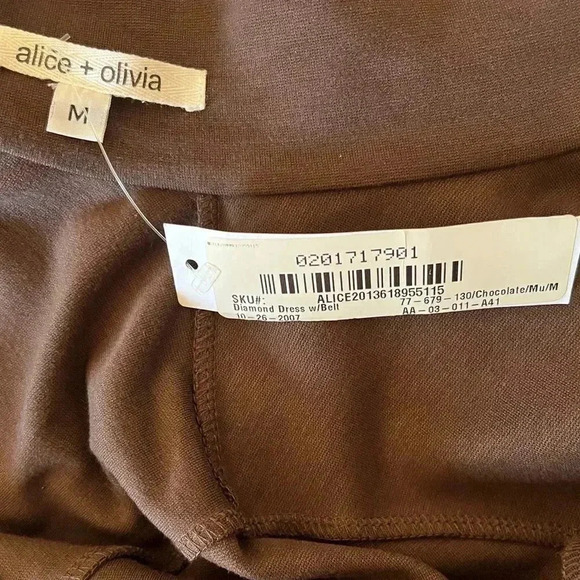 alice + olivia
M
0201717901
SKU#: ALICE2013618955115
Diamond Dress w/Belt 77-679-130/Chocolate/Mu/M
10-26-2007 AA-03-011-A41